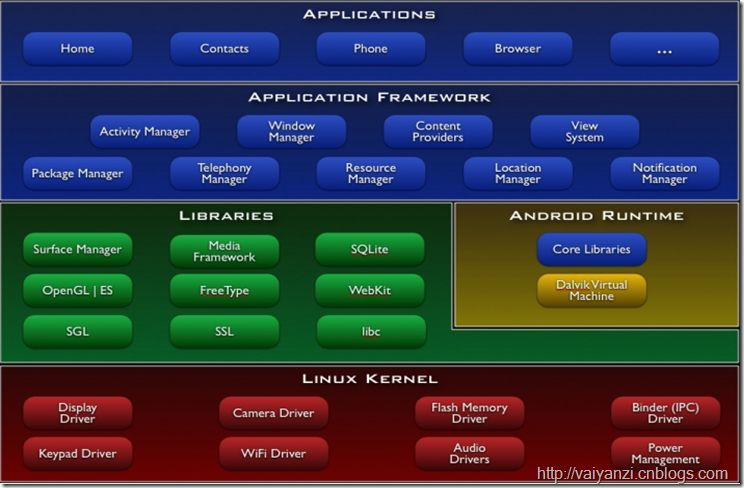 APPLICATIONS
Home
Contacts
Phone
Browser
...
APPLICATION FRAMEWORK
Activity Manager
Window
Manager
Content
Providers
View
System
Package Manager
Telephony
Manager
Resource
Manager
Location
Manager
Notification
Manager
LIBRARIES
Surface Manager
Media
Framework
SQLite
OpenGL | ES
FreeType
WebKit
SGL
SSL
libc
ANDROID RUNTIME
Core Libraries
Dalvik Virtual
Machine
LINUX KERNEL
Display
Driver
Camera Driver
Flash Memory
Driver
Binder (IPC)
Driver
Keypad Driver
WiFi Driver
Audio
Drivers
Power
Management
http://vaiyanzi.cnblogs.com